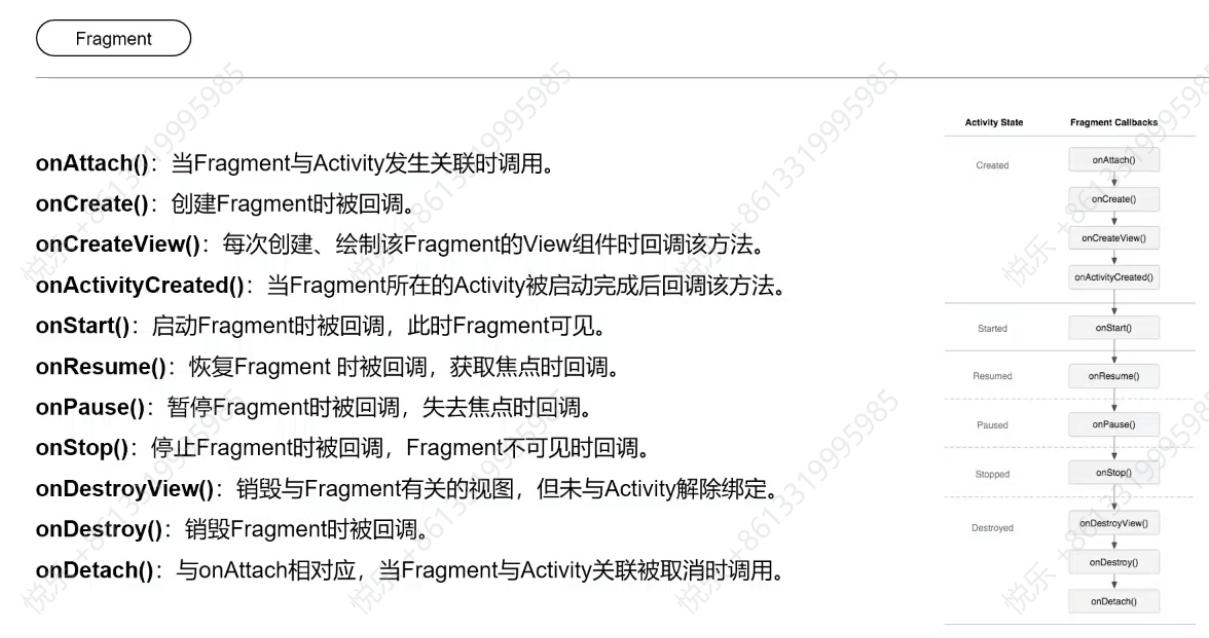 Fragment
onAttach()：当Fragment与Activity发生关联时调用。
onCreate()：创建Fragment时被回调。
onCreateView()：每次创建、绘制该Fragment的View组件时回调该方法。
onActivityCreated()：当Fragment所在的Activity被启动完成后回调该方法。
onStart()：启动Fragment时被回调，此时Fragment可见。
onResume()：恢复Fragment 时被回调，获取焦点时回调。
onPause()：暂停Fragment时被回调，失去焦点时回调。
onStop()：停止Fragment时被回调，Fragment不可见时回调。
onDestroyView()：销毁与Fragment有关的视图，但未与Activity解除绑定。
onDestroy()：销毁Fragment时被回调。
onDetach()：与onAttach相对应，当Fragment与Activity关联被取消时调用。
Activity State Fragment Callbacks
Created onAttach()
onCreate()
onCreateView()
onActivityCreated()
Started onStart()
Resumed onResume()
Paused onPause()
Stopped onStop()
Destroyed onDestroyView()
onDestroy()
onDetach()
悦乐 +8613319995985
悦乐 +8613319995985
悦乐 +8613319995985
悦乐 +8613319995985
悦乐 +8613319995985
悦乐 +8613319995985